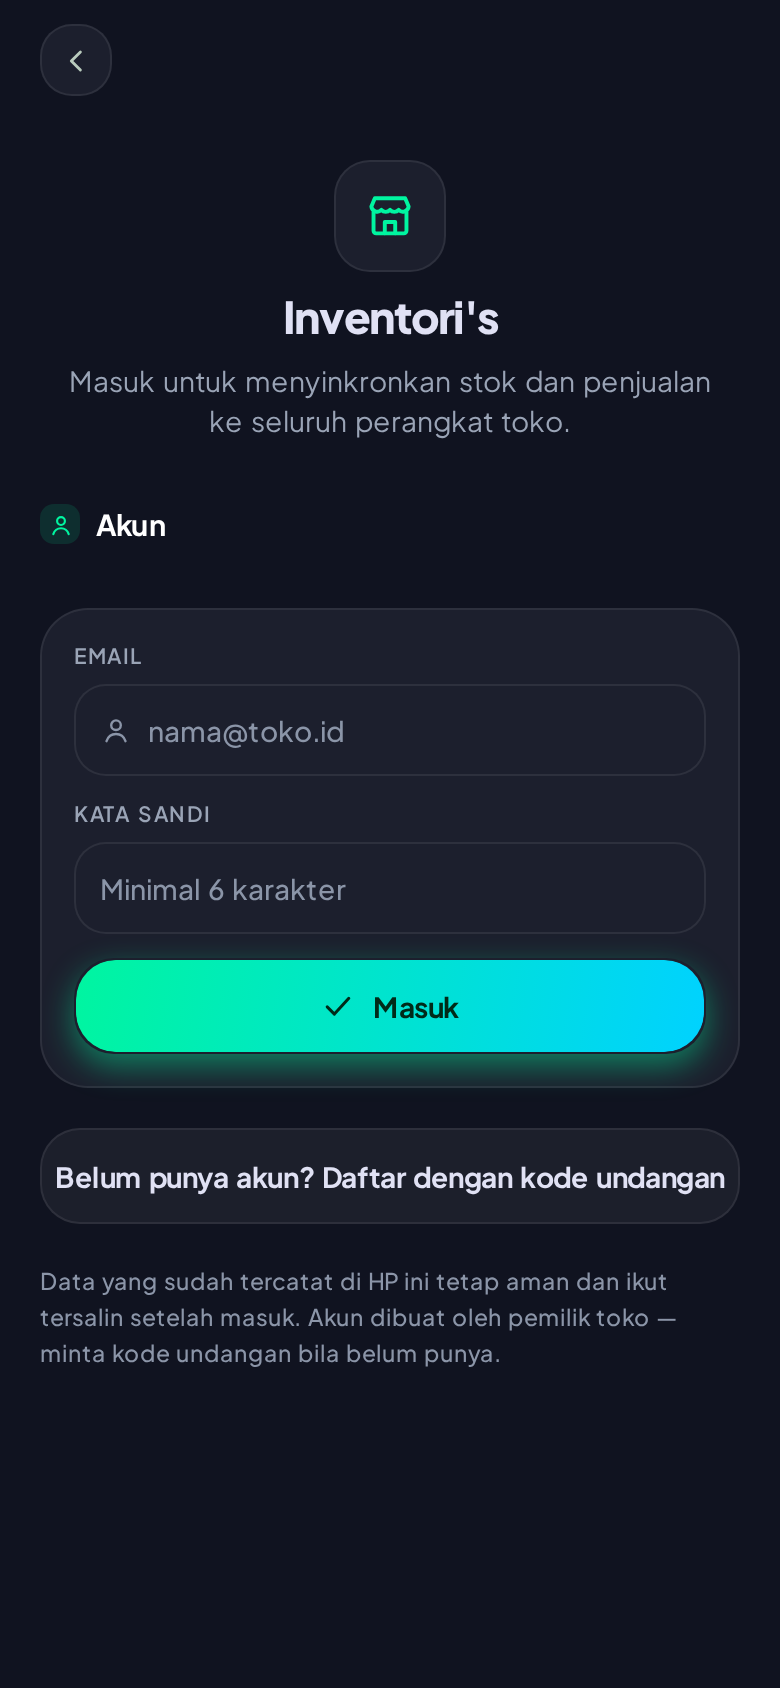 Inventori's
Masuk untuk menyinkronkan stok dan penjualan
ke seluruh perangkat toko.
Akun
EMAIL
nama@toko.id
KATA SANDI
Minimal 6 karakter
Masuk
Belum punya akun? Daftar dengan kode undangan
Data yang sudah tercatat di HP ini tetap aman dan ikut
tersalin setelah masuk. Akun dibuat oleh pemilik toko —
minta kode undangan bila belum punya.